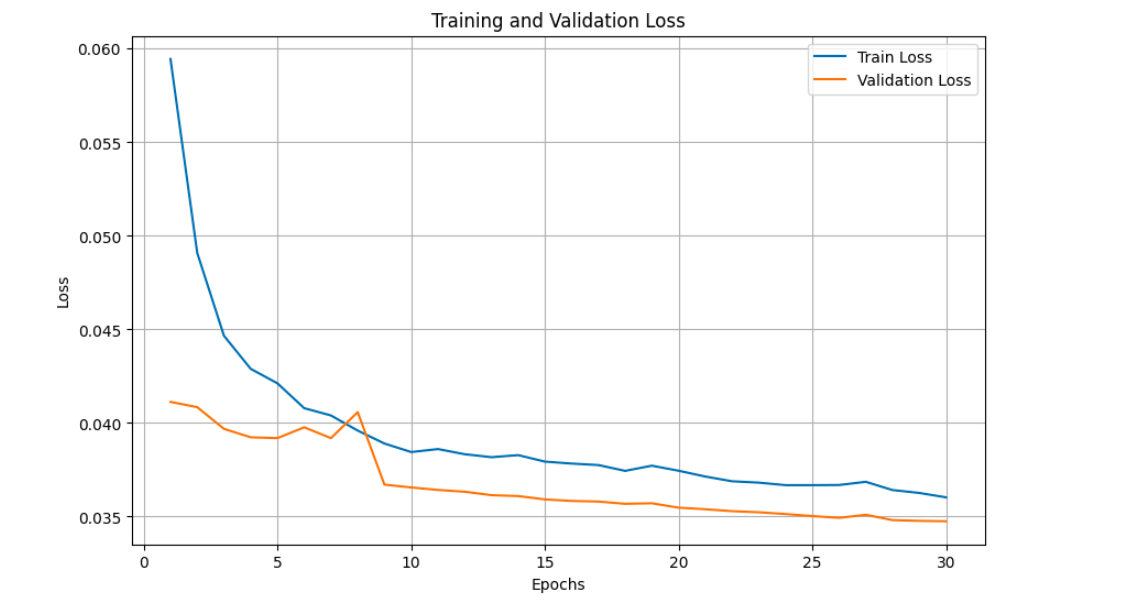 Training and Validation Loss
Train Loss
Validation Loss
0.060
0.055
0.050
0.045
0.040
0.035
Loss
0 5 10 15 20 25 30
Epochs